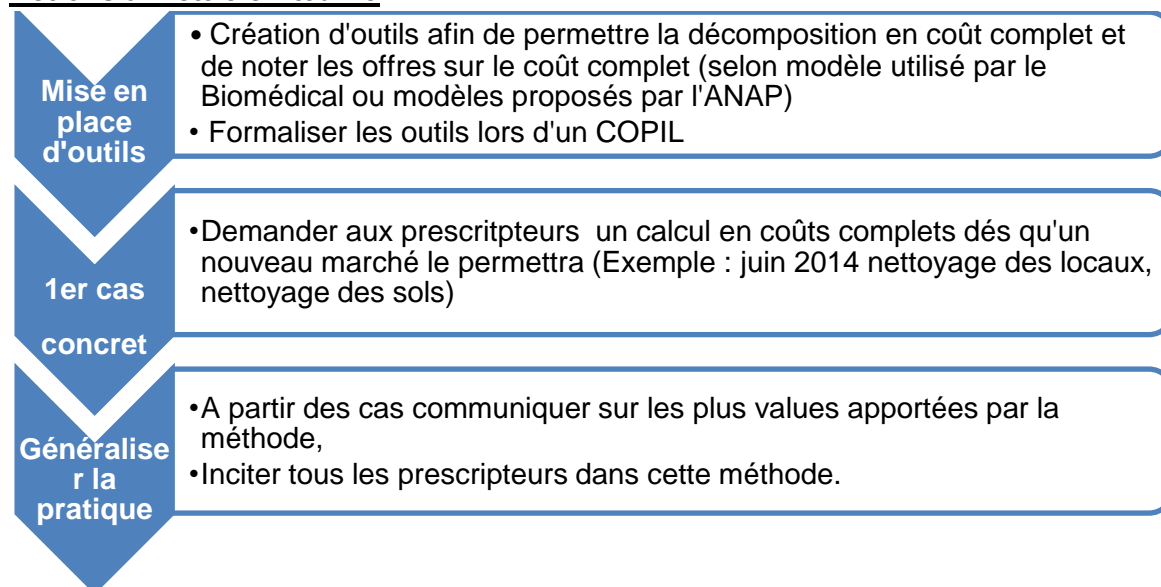 Mise en
place
d'outils
• Création d'outils afin de permettre la décomposition en coût complet et
de noter les offres sur le coût complet (selon modèle utilisé par le
Biomédical ou modèles proposés par l'ANAP)
• Formaliser les outils lors d'un COPIL
1er cas
concret
•Demander aux prescritpteurs un calcul en coûts complets dés qu'un
nouveau marché le permettra (Exemple : juin 2014 nettoyage des locaux,
nettoyage des sols)
Généralise
r la
pratique
•A partir des cas communiquer sur les plus values apportées par la
méthode,
•Inciter tous les prescripteurs dans cette méthode.